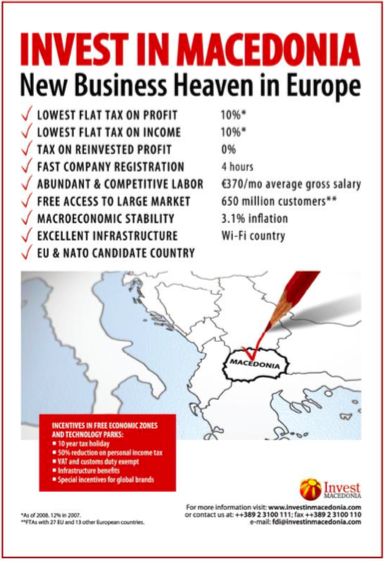 INVEST IN MACEDONIA
New Business Heaven in Europe
LOWEST FLAT TAX ON PROFIT 10%*
LOWEST FLAT TAX ON INCOME 10%*
TAX ON REINVESTED PROFIT 0%
FAST COMPANY REGISTRATION 4 hours
ABUNDANT & COMPETITIVE LABOR €370/mo average gross salary
FREE ACCESS TO LARGE MARKET 650 million customers**
MACROECONOMIC STABILITY 3.1% inflation
EXCELLENT INFRASTRUCTURE Wi-Fi country
EU & NATO CANDIDATE COUNTRY
MACEDONIA
INCENTIVES IN FREE ECONOMIC ZONES
AND TECHNOLOGY PARKS:
10 year tax holiday
50% reduction on personal income tax
VAT and customs duty exempt
Infrastructure benefits
Special incentives for global brands
Invest
MACEDONIA
*As of 2008, 12% in 2007.
**FTAs with 27 EU and 13 other European countries.
For more information visit: www.investinmacedonia.com
or contact us at: ++389 2 3100 111; fax ++389 2 3100 110
e-mail: fdi@investinmacedonia.com